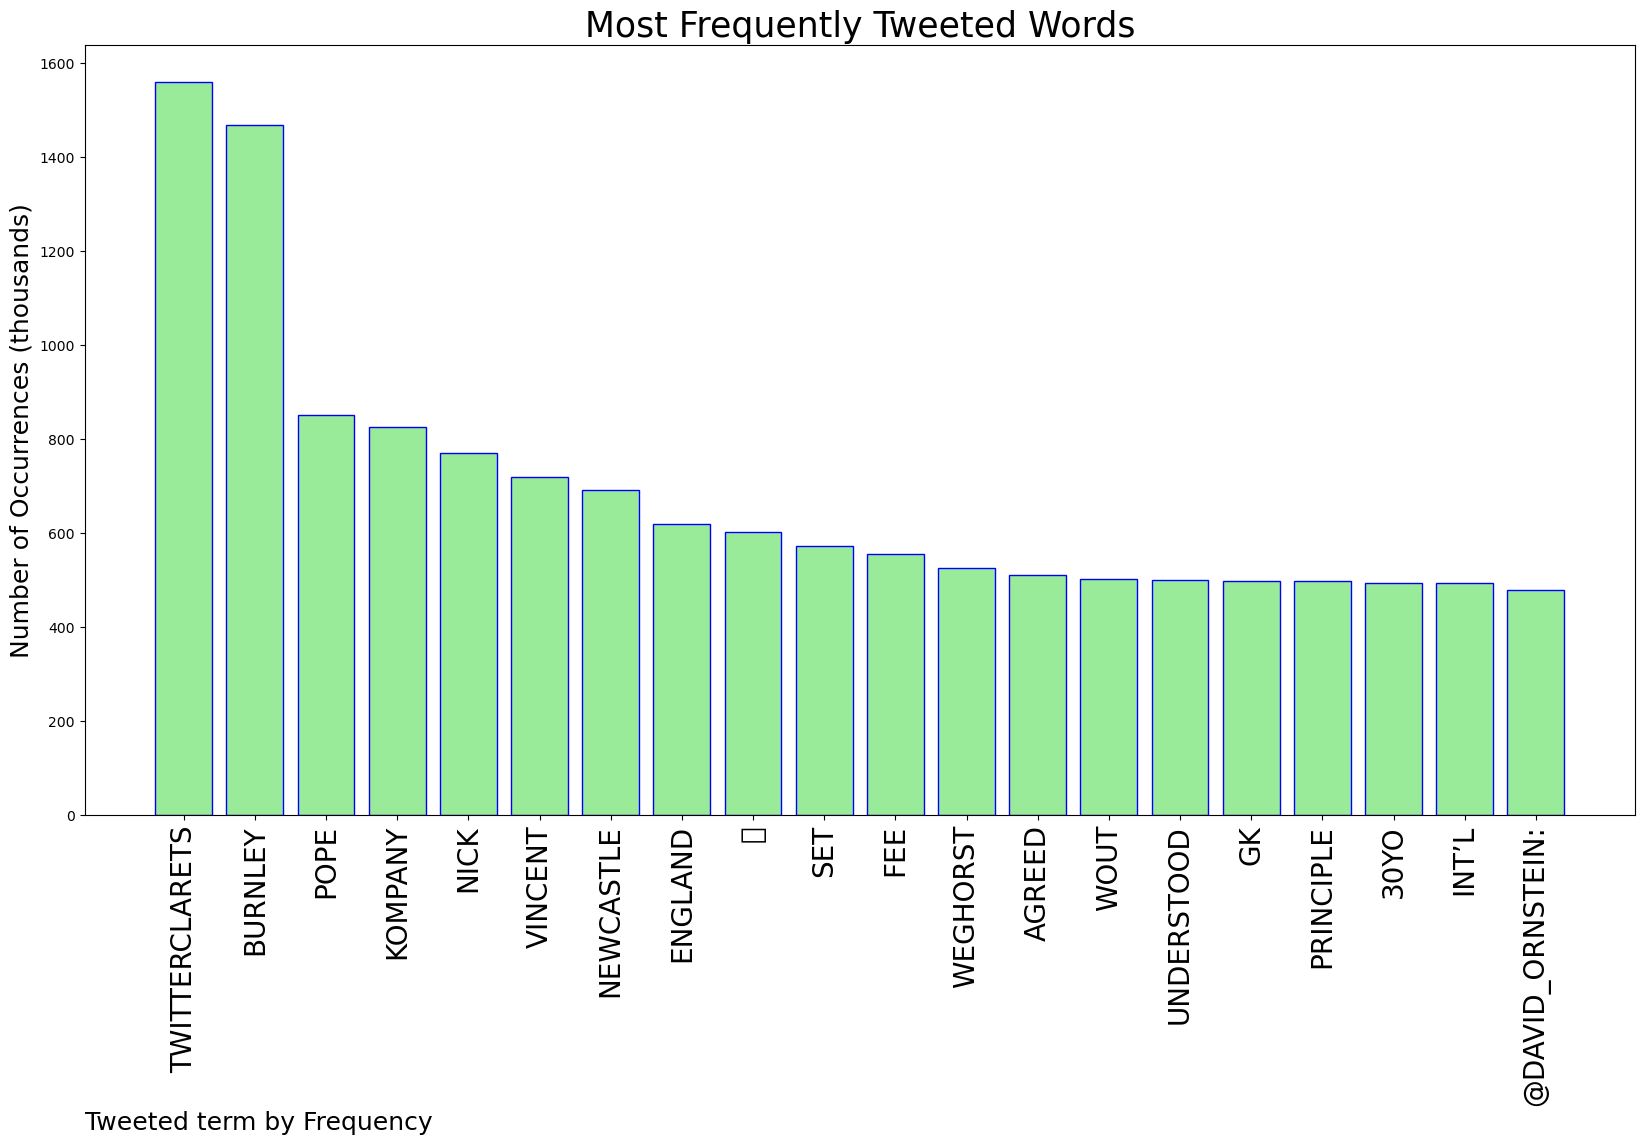 Most Frequently Tweeted Words
Number of Occurrences (thousands)
1600
1400
1200
1000
800
600
400
200
0
TWITTERCLARETS
BURNLEY
POPE
KOMPANY
NICK
VINCENT
NEWCASTLE
ENGLAND
SET
FEE
WEGHORST
AGREED
WOUT
UNDERSTOOD
GK
PRINCIPLE
30YO
INT’L
@DAVID_ORNSTEIN:
Tweeted term by Frequency